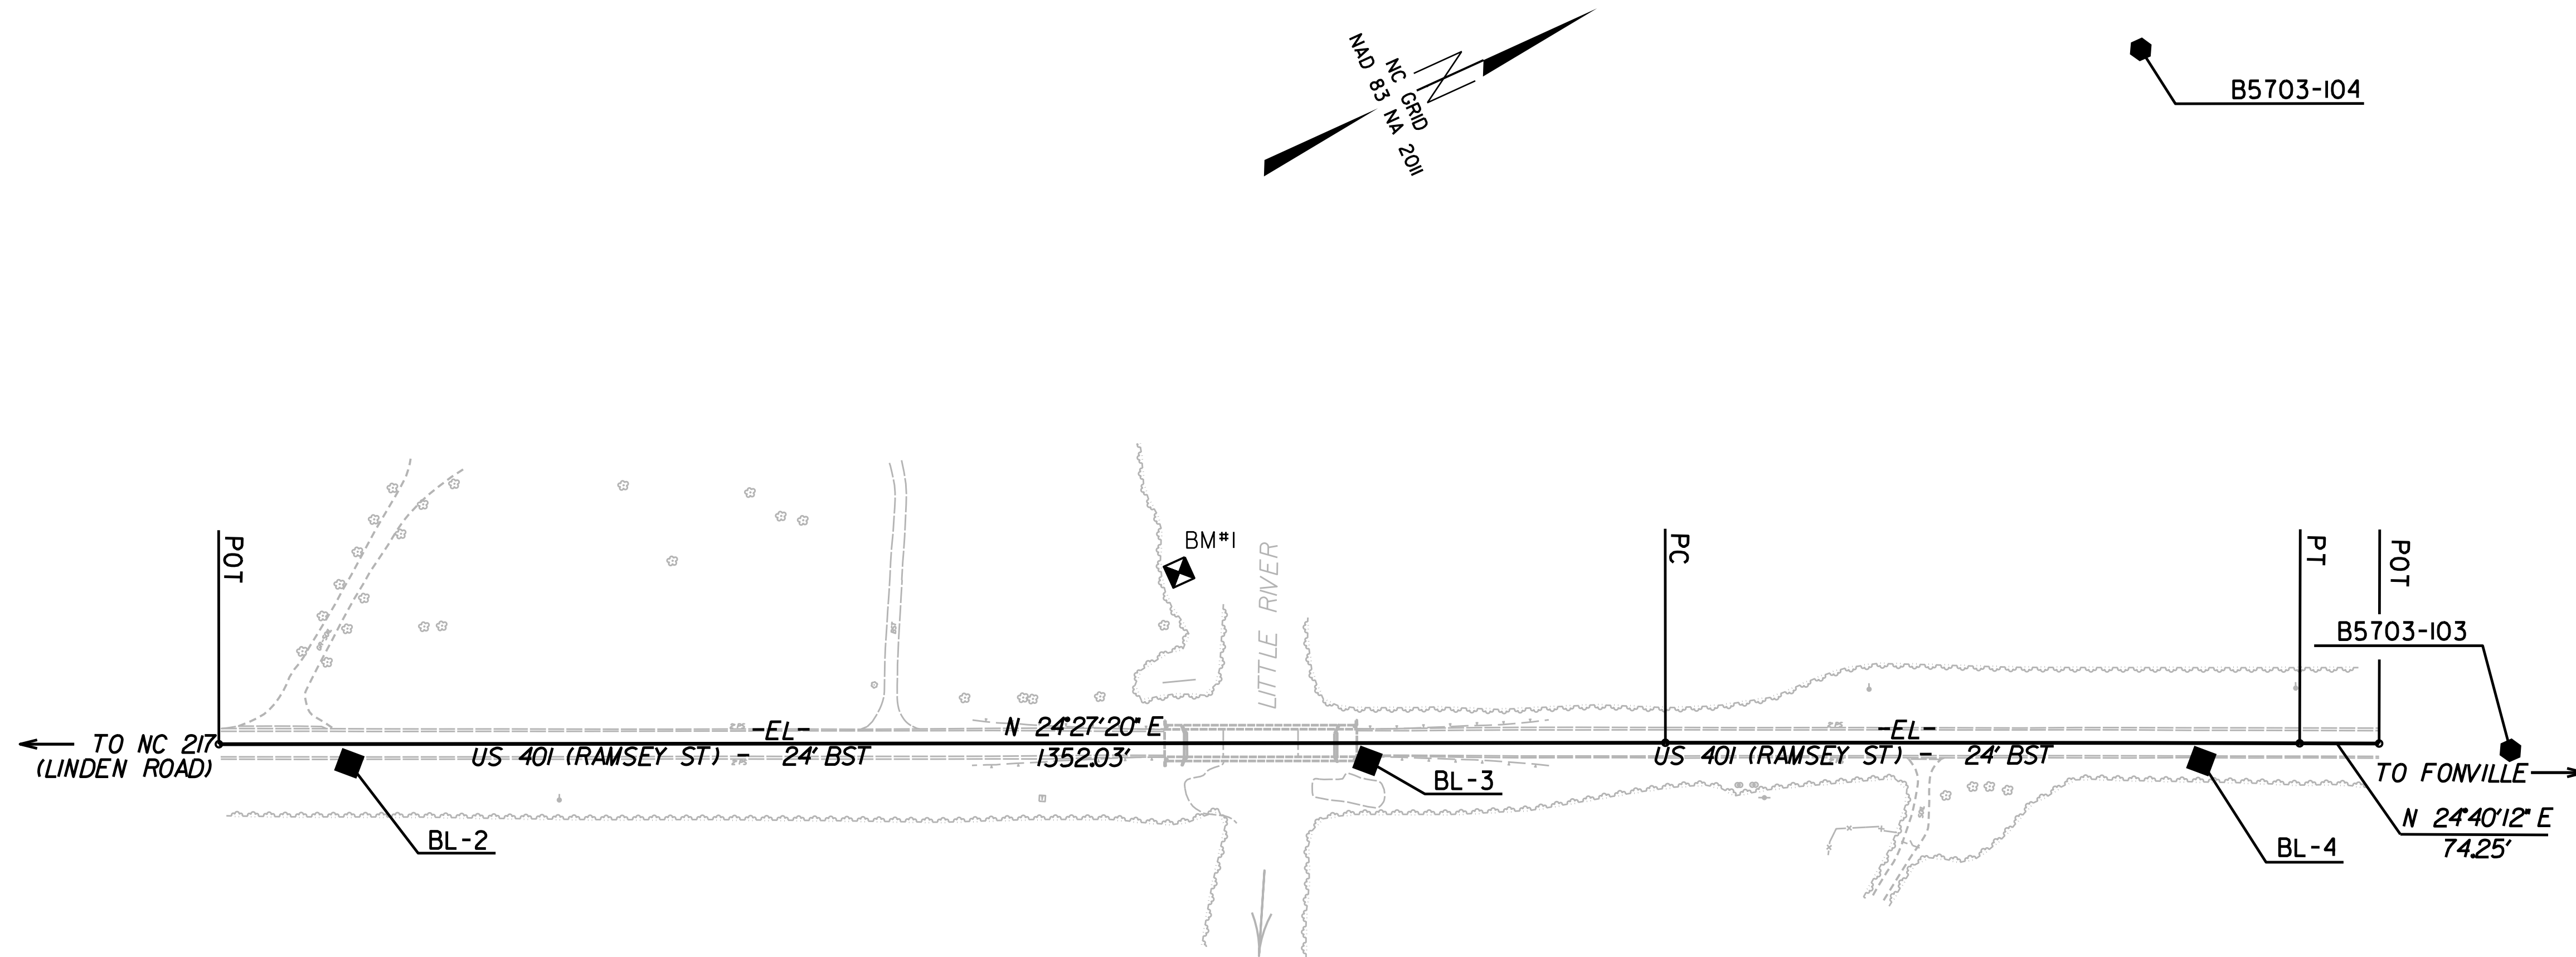 NC GRID
NAD 83 NA 2011
B5703-104
BM#1
LITTLE RIVER
POT
PC
PT
POT
B5703-103
BST
-EL-
N 24°27'20" E
-EL-
TO NC 217
(LINDEN ROAD)
US 401 (RAMSEY ST) - 24' BST
1352.03'
US 401 (RAMSEY ST) - 24' BST
TO FONVILLE
BL-2
BL-3
BL-4
N 24°40'12" E
74.25'